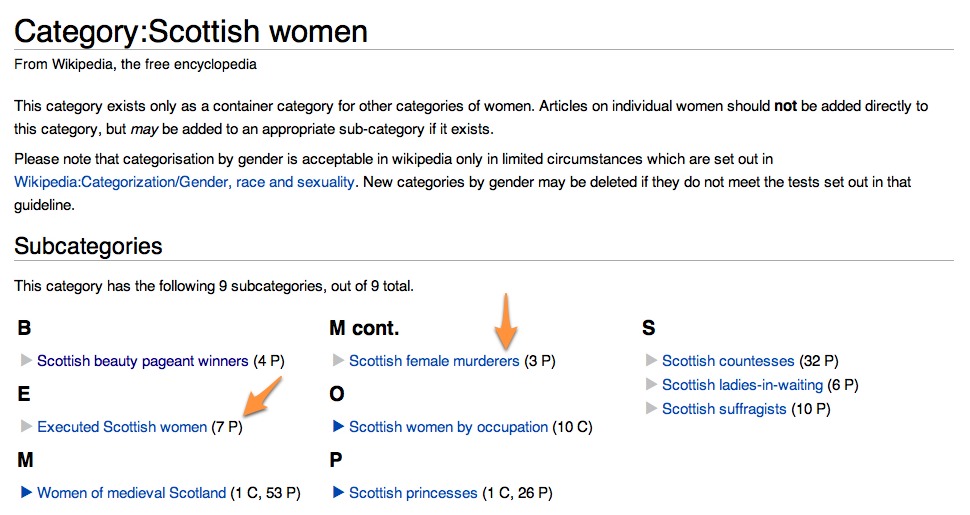 Category:Scottish women
From Wikipedia, the free encyclopedia
This category exists only as a container category for other categories of women. Articles on individual women should not be added directly to
this category, but may be added to an appropriate sub-category if it exists.
Please note that categorisation by gender is acceptable in wikipedia only in limited circumstances which are set out in
Wikipedia:Categorization/Gender, race and sexuality. New categories by gender may be deleted if they do not meet the tests set out in that
guideline.
Subcategories
This category has the following 9 subcategories, out of 9 total.
B
Scottish beauty pageant winners (4 P)
E
Executed Scottish women (7 P)
M
Women of medieval Scotland (1 C, 53 P)
M cont.
Scottish female murderers (3 P)
O
Scottish women by occupation (10 C)
P
Scottish princesses (1 C, 26 P)
S
Scottish countesses (32 P)
Scottish ladies-in-waiting (6 P)
Scottish suffragists (10 P)